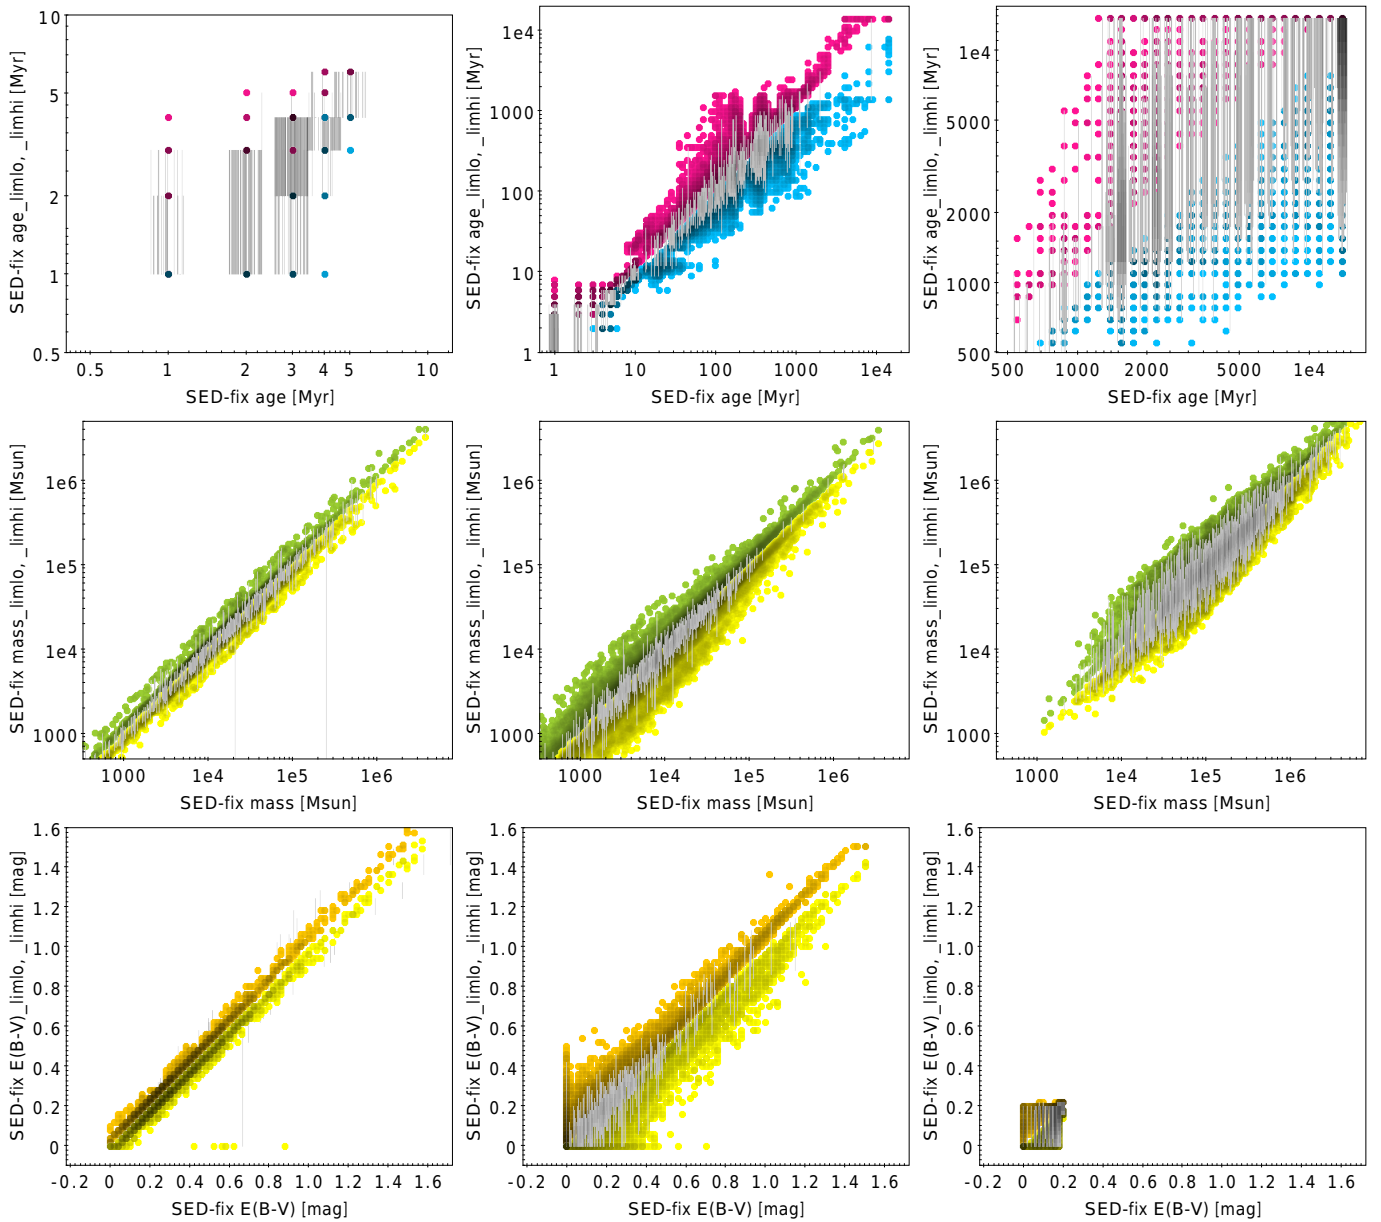 10
5
2
1
0.5
0.5 1 2 3 4 5 10
SED-fix age [Myr]
SED-fix age_limlo, _limhi [Myr]
1e4
1000
100
10
1
1 10 100 1000 1e4
SED-fix age [Myr]
SED-fix age_limlo, _limhi [Myr]
1e4
5000
2000
1000
500
500 1000 2000 5000 1e4
SED-fix age [Myr]
SED-fix age_limlo, _limhi [Myr]
1e6
1e5
1e4
1000
1000 1e4 1e5 1e6
SED-fix mass [Msun]
SED-fix mass_limlo, _limhi [Msun]
1e6
1e5
1e4
1000
1000 1e4 1e5 1e6
SED-fix mass [Msun]
SED-fix mass_limlo, _limhi [Msun]
1e6
1e5
1e4
1000
1000 1e4 1e5 1e6
SED-fix mass [Msun]
SED-fix mass_limlo, _limhi [Msun]
1.6
1.4
1.2
1.0
0.8
0.6
0.4
0.2
0
-0.2 0 0.2 0.4 0.6 0.8 1.0 1.2 1.4 1.6
SED-fix E(B-V) [mag]
SED-fix E(B-V)_limlo, _limhi [mag]
1.6
1.4
1.2
1.0
0.8
0.6
0.4
0.2
0
-0.2 0 0.2 0.4 0.6 0.8 1.0 1.2 1.4 1.6
SED-fix E(B-V) [mag]
SED-fix E(B-V)_limlo, _limhi [mag]
1.6
1.4
1.2
1.0
0.8
0.6
0.4
0.2
0
-0.2 0 0.2 0.4 0.6 0.8 1.0 1.2 1.4 1.6
SED-fix E(B-V) [mag]
SED-fix E(B-V)_limlo, _limhi [mag]